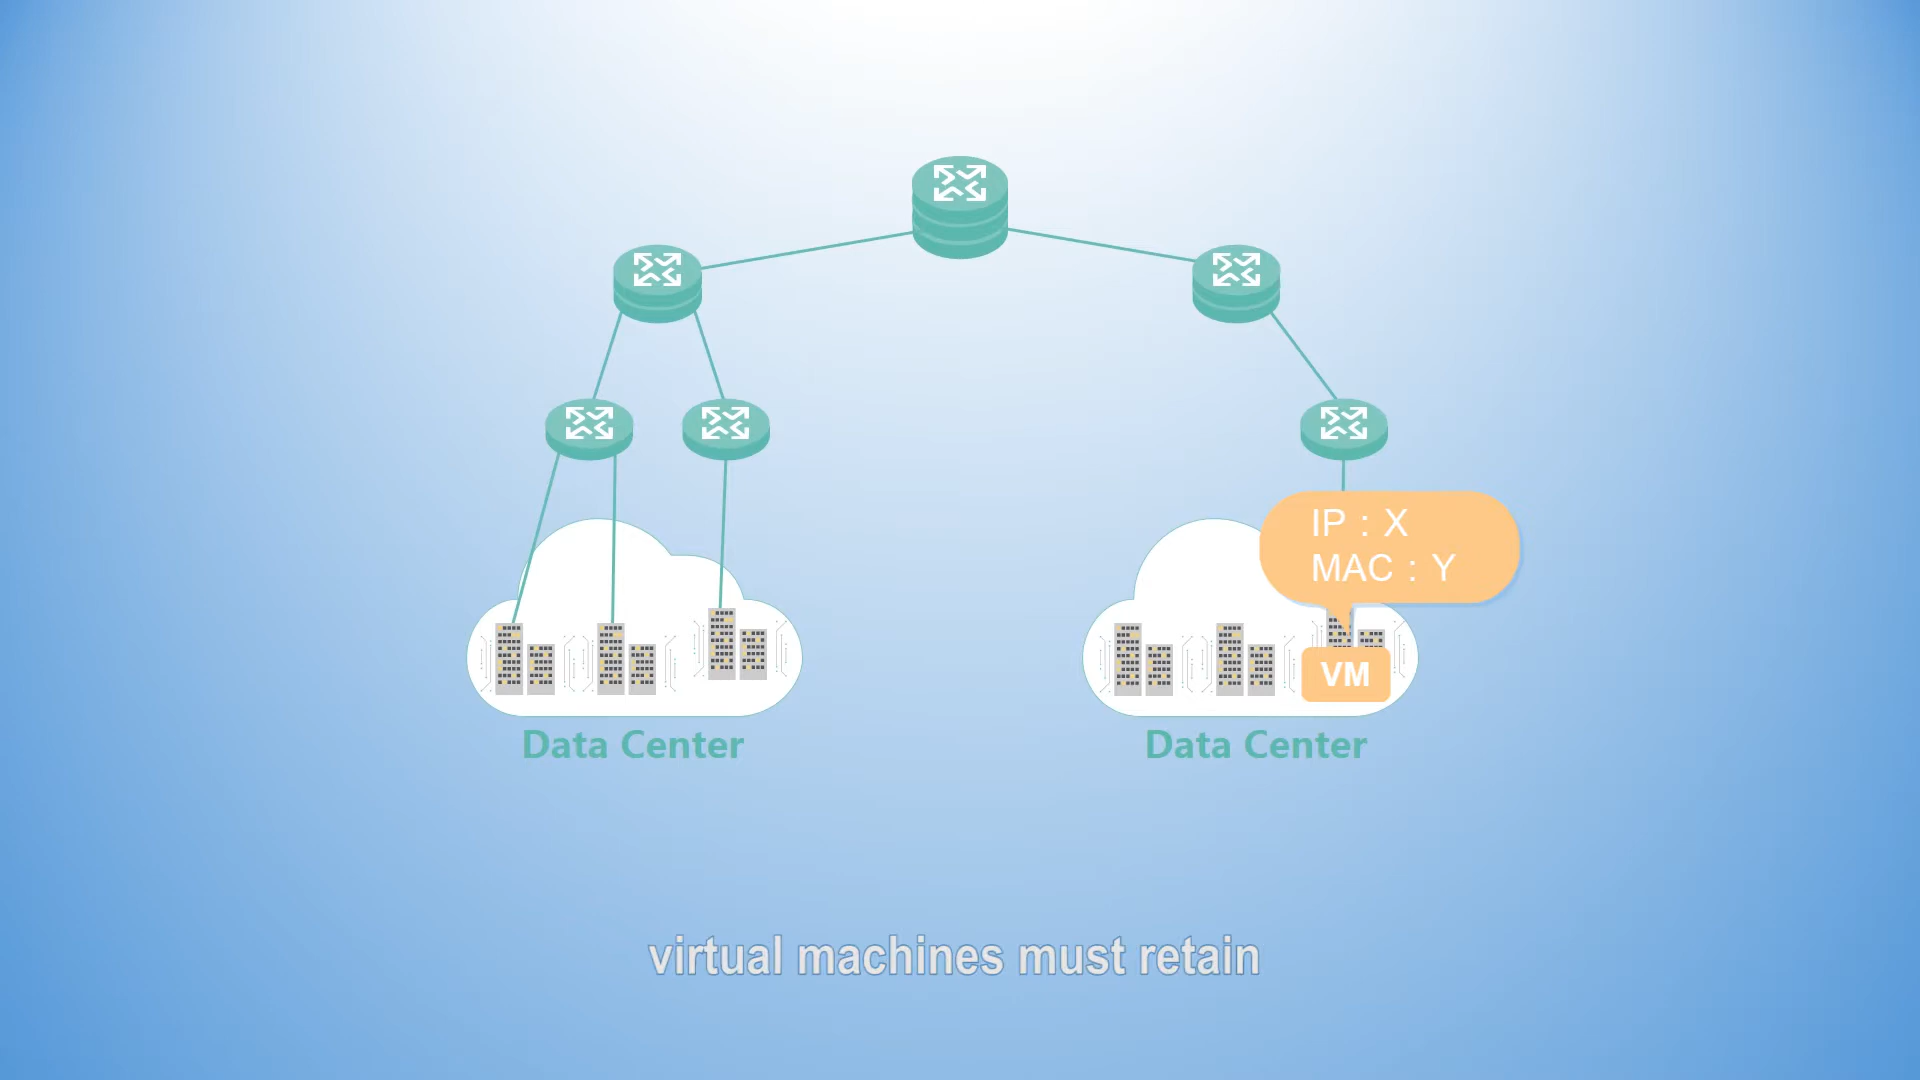 IP：X
MAC：Y
VM
Data Center
Data Center
virtual machines must retain